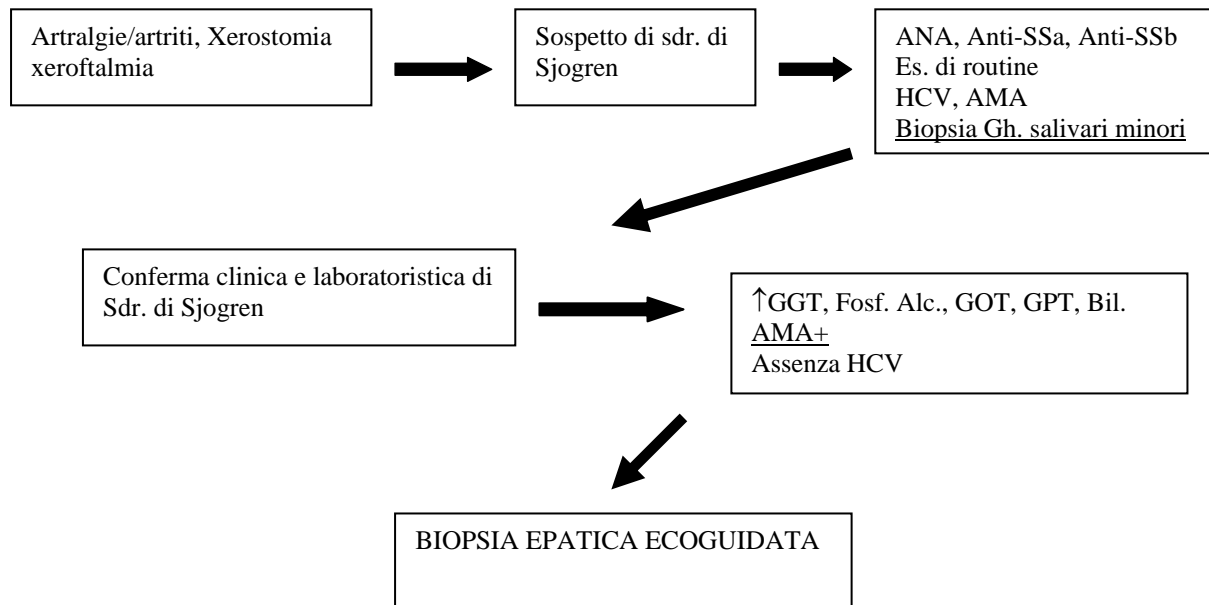 Artralgie/artriti, Xerostomia
xeroftalmia
Sospetto di sdr. di
Sjogren
ANA, Anti-SSa, Anti-SSb
Es. di routine
HCV, AMA
Biopsia Gh. salivari minori
Conferma clinica e laboratoristica di
Sdr. di Sjogren
↑GGT, Fosf. Alc., GOT, GPT, Bil.
AMA+
Assenza HCV
BIOPSIA EPATICA ECOGUIDATA